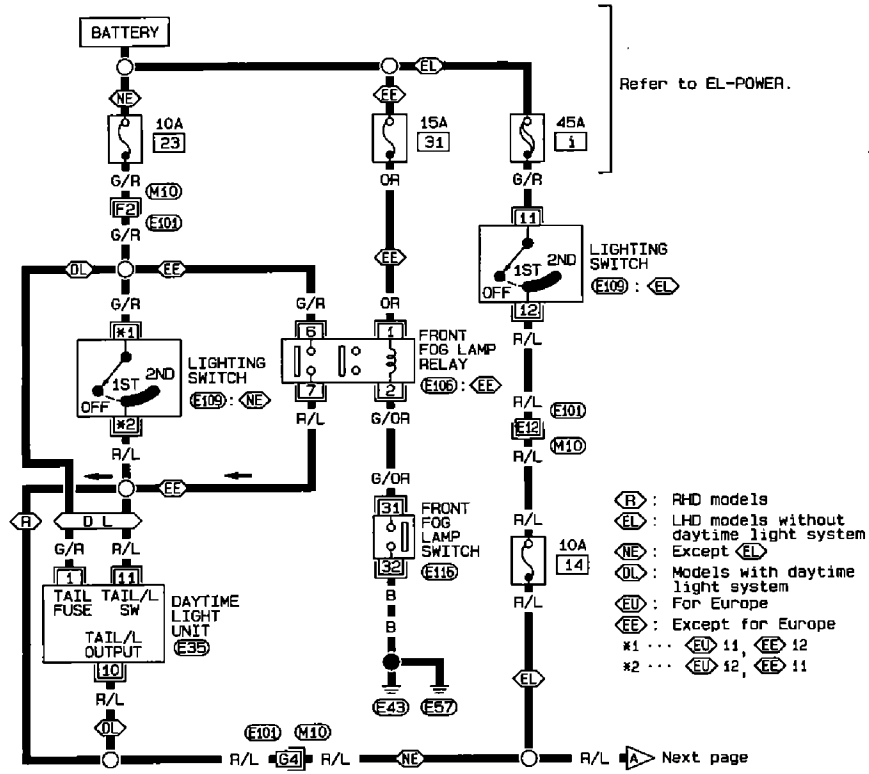 BATTERY
EL
Refer to EL-POWER.
NE
EE
10A
23
15A
31
45A
i
G/R
M10
OR
G/R
F2
E101
G/R
11
DL
EE
EE
LIGHTING
SWITCH
1ST
2ND
OFF
E109 : EL
G/R
G/R
OR
12
*1
6
1
FRONT
FOG LAMP
RELAY
R/L
LIGHTING
SWITCH
1ST
2ND
OFF
E109 : NE
7
2
E106 : EE
R/L
E101
*2
R/L
G/OR
E12
R/L
M10
R/L
G/OR
EE
31
FRONT
FOG
LAMP
SWITCH
R/L
R
DL
10A
14
32
E116
G/R
R/L
B
R/L
1
11
TAIL
FUSE
TAIL/L
SW
DAYTIME
LIGHT
UNIT
E35
B
TAIL/L
OUTPUT
10
EL
R/L
E43
E57
DL
E101
M10
R/L
G4
R/L
NE
R/L
A
Next page
R : RHD models
EL : LHD models without
daytime light system
NE : Except EL
DL : Models with daytime
light system
EU : For Europe
EE : Except for Europe
*1 ··· EU 11, EE 12
*2 ··· EU 12, EE 11